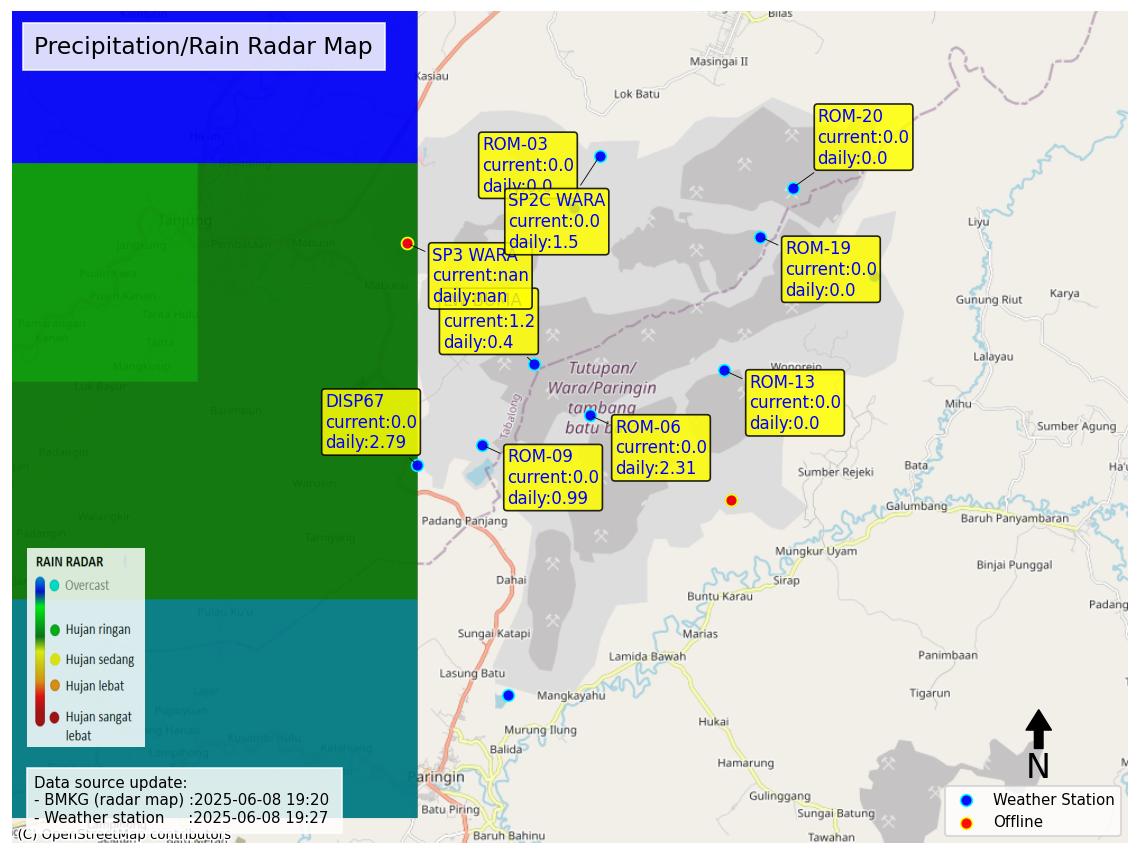 Precipitation/Rain Radar Map
Bilas
Masingai II
Kasiau
Lok Batu
ROM-20
current:0.0
daily:0.0
ROM-03
current:0.0
daily:0.0
SP2C WARA
current:0.0
daily:1.5
Tanjung
Liyu
ROM-19
current:0.0
daily:0.0
SP3 WARA
current:nan
daily:nan
current:1.2
daily:0.4
Gunung Riut
Karya
Lalayau
Wonorejo
Tutupan/
Wara/Paringin
tambang
batu b
Tabalong
ROM-13
current:0.0
daily:0.0
DISP67
current:0.0
daily:2.79
ROM-06
current:0.0
daily:2.31
ROM-09
current:0.0
daily:0.99
Mihu
Sumber Agung
Bata
Ha'u
Sumber Rejeki
Galumbang
Baruh Panyambaran
Padang Panjang
Mungkur Uyam
Binjai Punggal
Dahai
Sirap
Buntu Karau
Padang
Sungai Katapi
Marias
Lamida Bawah
Panimbaan
Lasung Batu
Tigarun
Mangkayahu
Murung Ilung
Hukai
Balida
Hamarung
Paringin
Gulinggang
Batu Piring
Sungai Batung
Baruh Bahinu
Tawahan
RAIN RADAR
Overcast
Hujan ringan
Hujan sedang
Hujan lebat
Hujan sangat
lebat
Data source update:
- BMKG (radar map) :2025-06-08 19:20
- Weather station :2025-06-08 19:27
(C) OpenStreetMap contributors
N
Weather Station
Offline